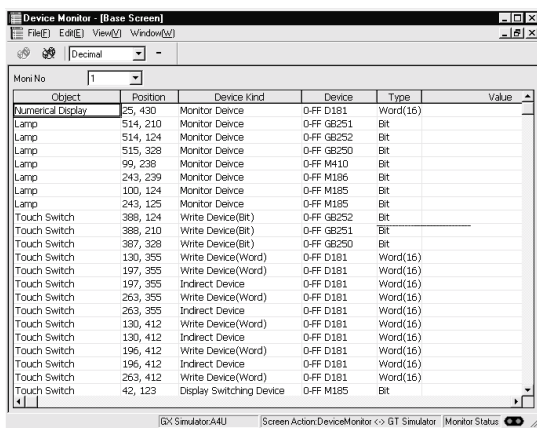 Device Monitor - [Base Screen]
File(F) Edit(E) View(V) Window(W)
Decimal
Moni No 1
Object Position Device Kind Device Type Value
Numerical Display 25, 430 Monitor Deivce 0-FF D181 Word(16)
Lamp 514, 210 Monitor Deivce 0-FF GB251 Bit
Lamp 514, 124 Monitor Deivce 0-FF GB252 Bit
Lamp 515, 328 Monitor Deivce 0-FF GB250 Bit
Lamp 99, 238 Monitor Deivce 0-FF M410 Bit
Lamp 243, 239 Monitor Deivce 0-FF M186 Bit
Lamp 100, 124 Monitor Deivce 0-FF M185 Bit
Lamp 243, 125 Monitor Deivce 0-FF M185 Bit
Touch Switch 388, 124 Write Device(Bit) 0-FF GB252 Bit
Touch Switch 388, 210 Write Device(Bit) 0-FF GB251 Bit
Touch Switch 387, 328 Write Device(Bit) 0-FF GB250 Bit
Touch Switch 130, 355 Write Device(Word) 0-FF D181 Word(16)
Touch Switch 197, 355 Write Device(Word) 0-FF D181 Word(16)
Touch Switch 197, 355 Indirect Device 0-FF D181 Word(16)
Touch Switch 263, 355 Write Device(Word) 0-FF D181 Word(16)
Touch Switch 263, 355 Indirect Device 0-FF D181 Word(16)
Touch Switch 130, 412 Write Device(Word) 0-FF D181 Word(16)
Touch Switch 130, 412 Indirect Device 0-FF D181 Word(16)
Touch Switch 196, 412 Write Device(Word) 0-FF D181 Word(16)
Touch Switch 196, 412 Indirect Device 0-FF D181 Word(16)
Touch Switch 263, 412 Write Device(Word) 0-FF D181 Word(16)
Touch Switch 42, 123 Display Switching Device 0-FF M185 Bit
GX Simulator:A4U Screen Action:DeviceMonitor <-> GT Simulator Monitor Status